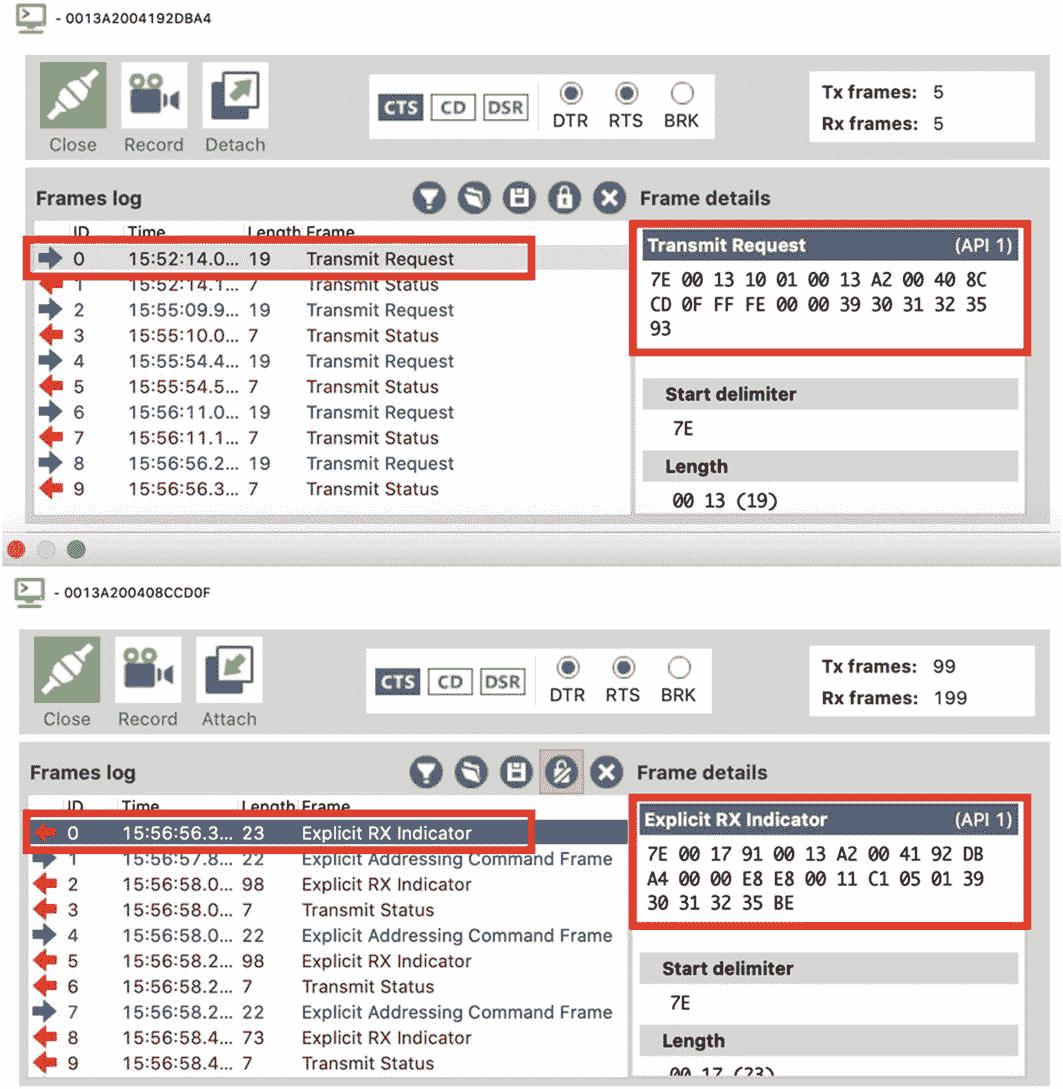 - 0013A2004192DBA4
CTS CD DSR
DTR RTS BRK
Tx frames: 5
Rx frames: 5
Close Record Detach
Frames log
Frame details
ID Time Length Frame
0 15:52:14.0... 19 Transmit Request
1 15:52:14.1... 7 Transmit Status
2 15:55:09.9... 19 Transmit Request
3 15:55:10.0... 7 Transmit Status
4 15:55:54.4... 19 Transmit Request
5 15:55:54.5... 7 Transmit Status
6 15:56:11.0... 19 Transmit Request
7 15:56:11.1... 7 Transmit Status
8 15:56:56.2... 19 Transmit Request
9 15:56:56.3... 7 Transmit Status
Transmit Request (API 1)
7E 00 13 10 01 00 13 A2 00 40 8C
CD 0F FF FE 00 00 39 30 31 32 35
93
Start delimiter
7E
Length
00 13 (19)
- 0013A200408CCD0F
CTS CD DSR
DTR RTS BRK
Tx frames: 99
Rx frames: 199
Close Record Attach
Frames log
Frame details
ID Time Length Frame
0 15:56:56.3... 23 Explicit RX Indicator
1 15:56:57.8... 22 Explicit Addressing Command Frame
2 15:56:58.0... 98 Explicit RX Indicator
3 15:56:58.0... 7 Transmit Status
4 15:56:58.0... 22 Explicit Addressing Command Frame
5 15:56:58.2... 98 Explicit RX Indicator
6 15:56:58.2... 7 Transmit Status
7 15:56:58.2... 22 Explicit Addressing Command Frame
8 15:56:58.4... 73 Explicit RX Indicator
9 15:56:58.4... 7 Transmit Status
Explicit RX Indicator (API 1)
7E 00 17 91 00 13 A2 00 41 92 DB
A4 00 00 E8 E8 00 11 C1 05 01 39
30 31 32 35 BE
Start delimiter
7E
Length
00 17 (23)